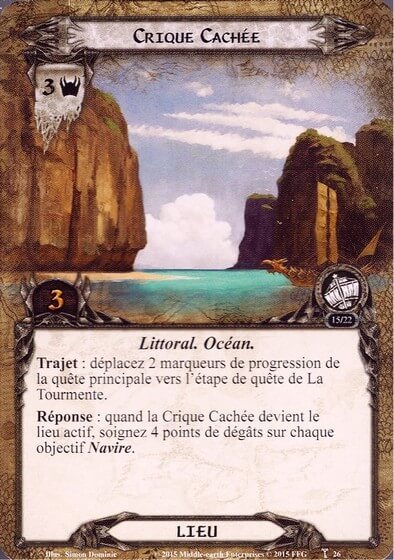 Crique Cachée
3
3
15/22
Littoral. Océan.
Trajet : déplacez 2 marqueurs de progression de
la quête principale vers l'étape de quête de La
Tourmente.
Réponse : quand la Crique Cachée devient le
lieu actif, soignez 4 points de dégâts sur chaque
objectif Navire.
LIEU
Illus. Simon Dominic
© 2015 Middle-earth Enterprises © 2015 FFG
26